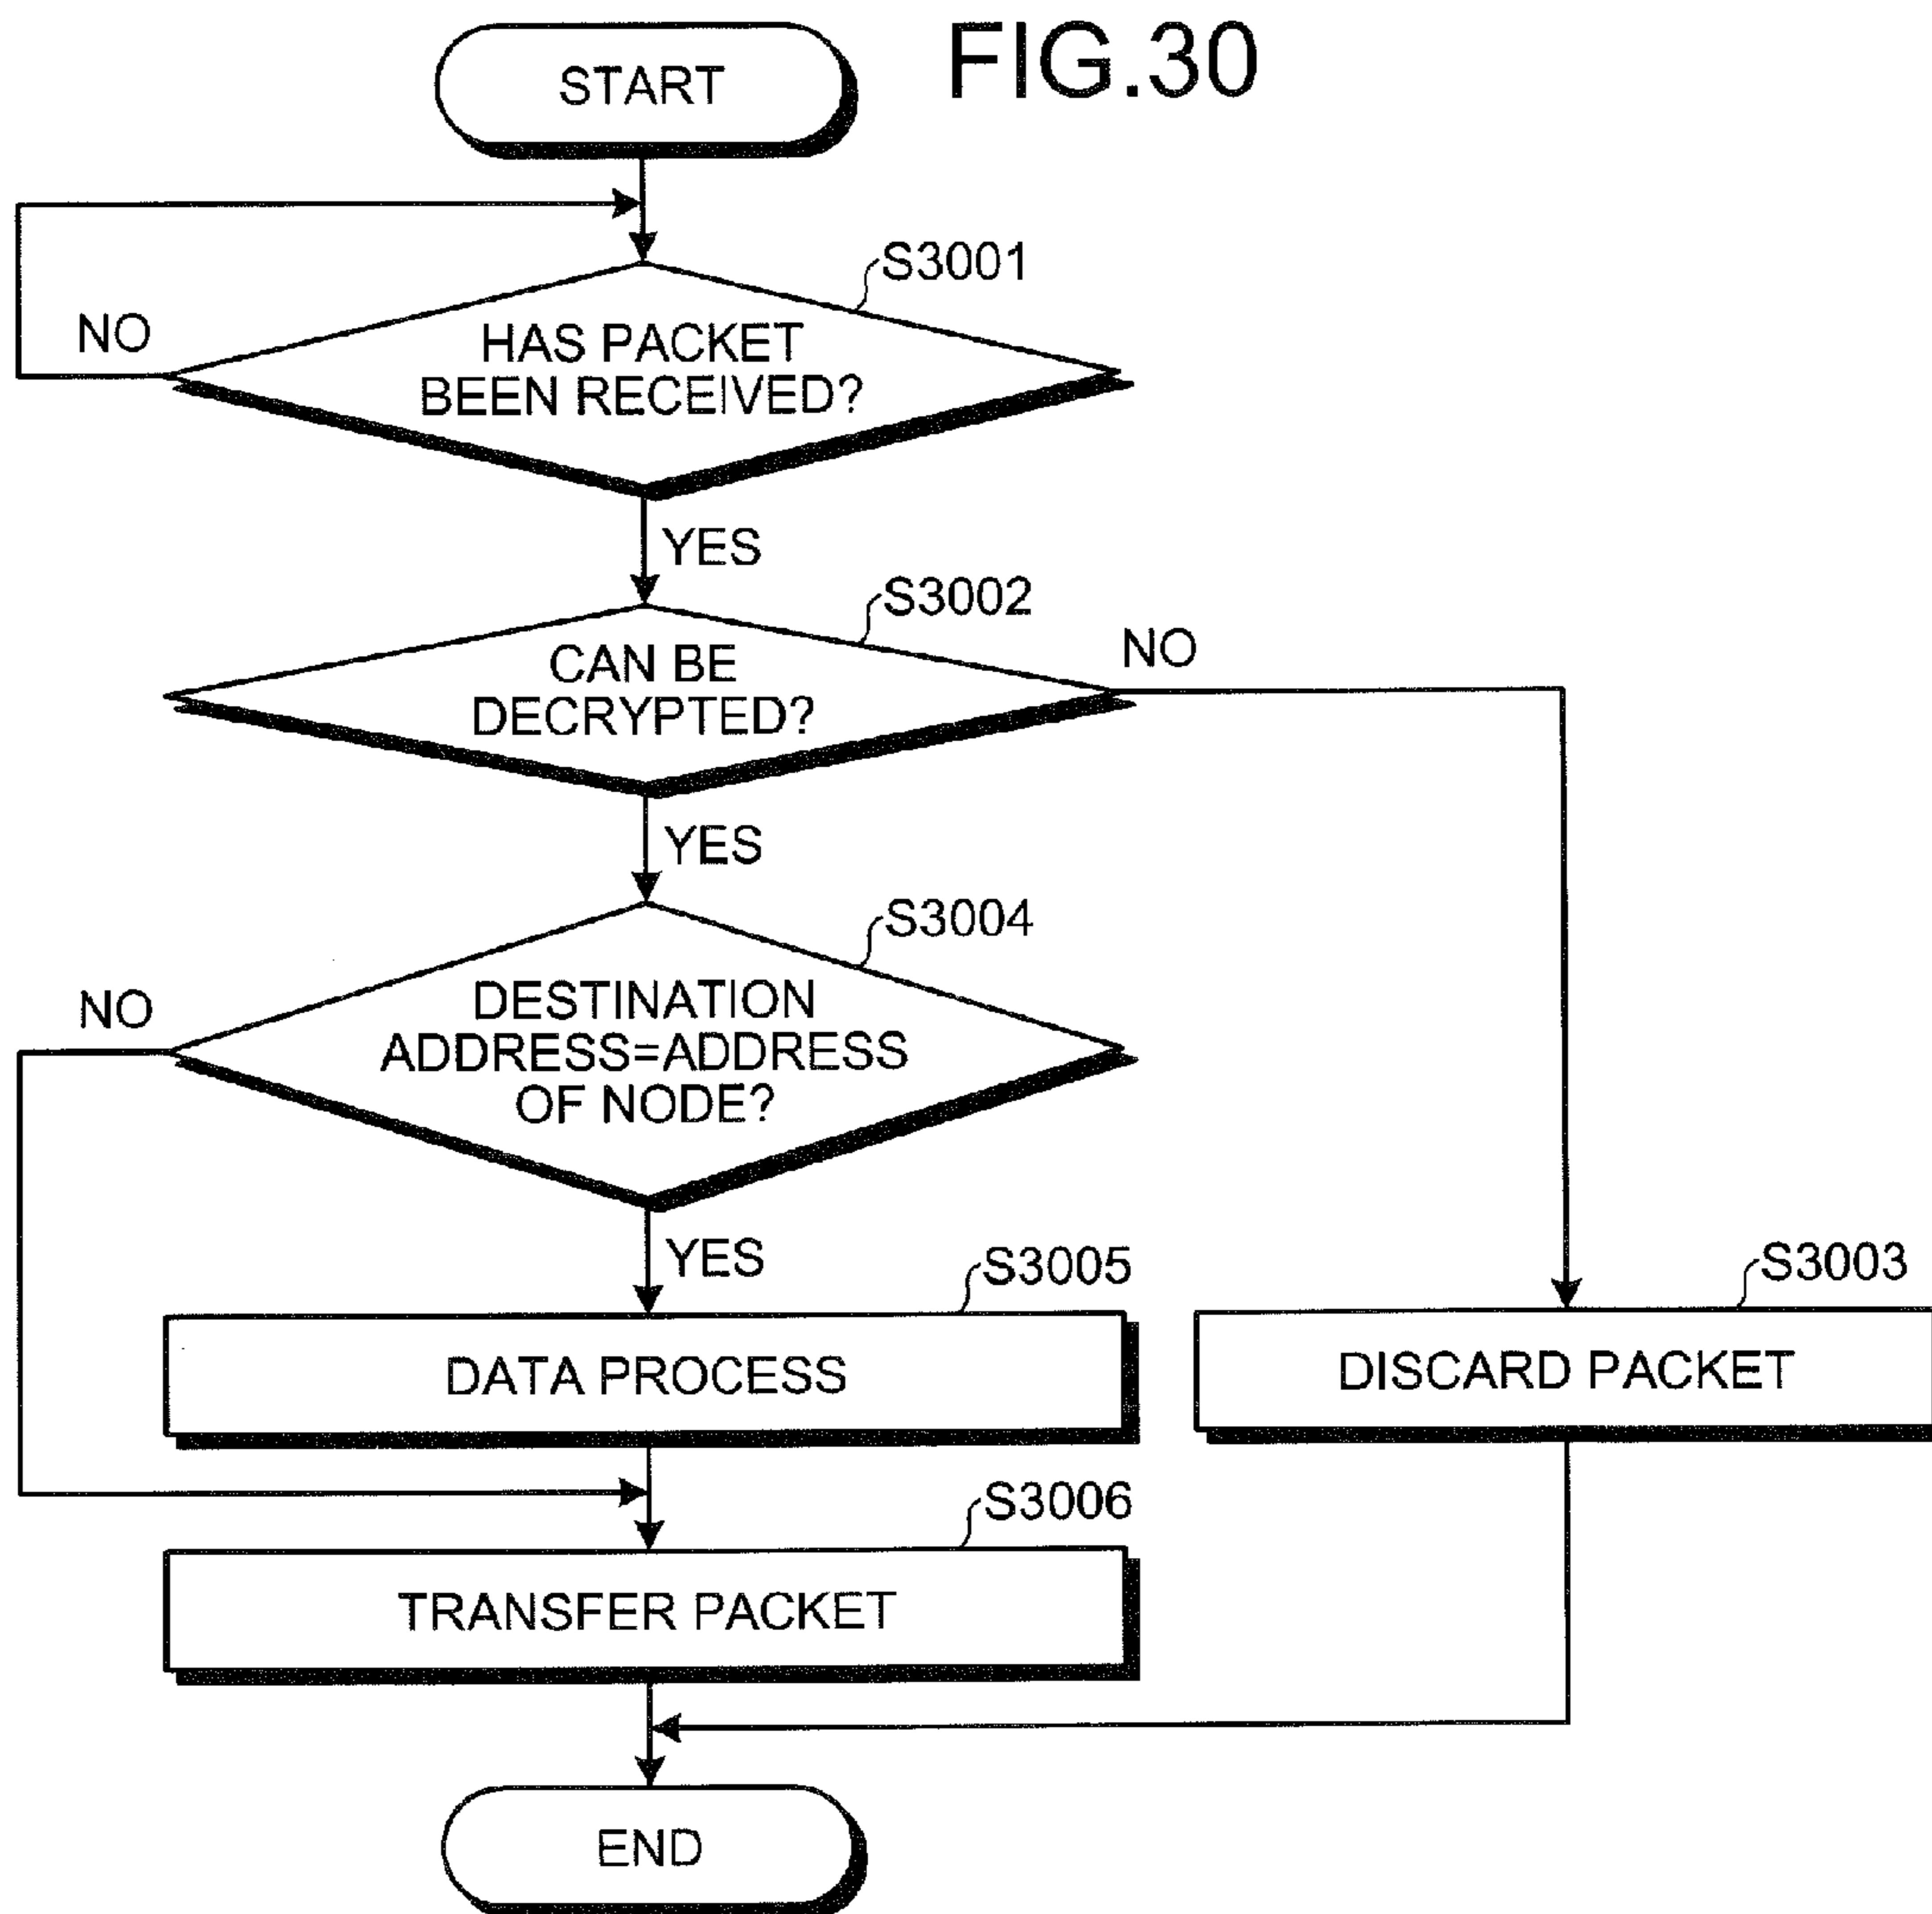 FIG.30
START
S3001
NO
HAS PACKET
BEEN RECEIVED?
YES
S3002
NO
CAN BE
DECRYPTED?
YES
S3004
NO
DESTINATION
ADDRESS=ADDRESS
OF NODE?
YES
S3005
S3003
DATA PROCESS
DISCARD PACKET
S3006
TRANSFER PACKET
END